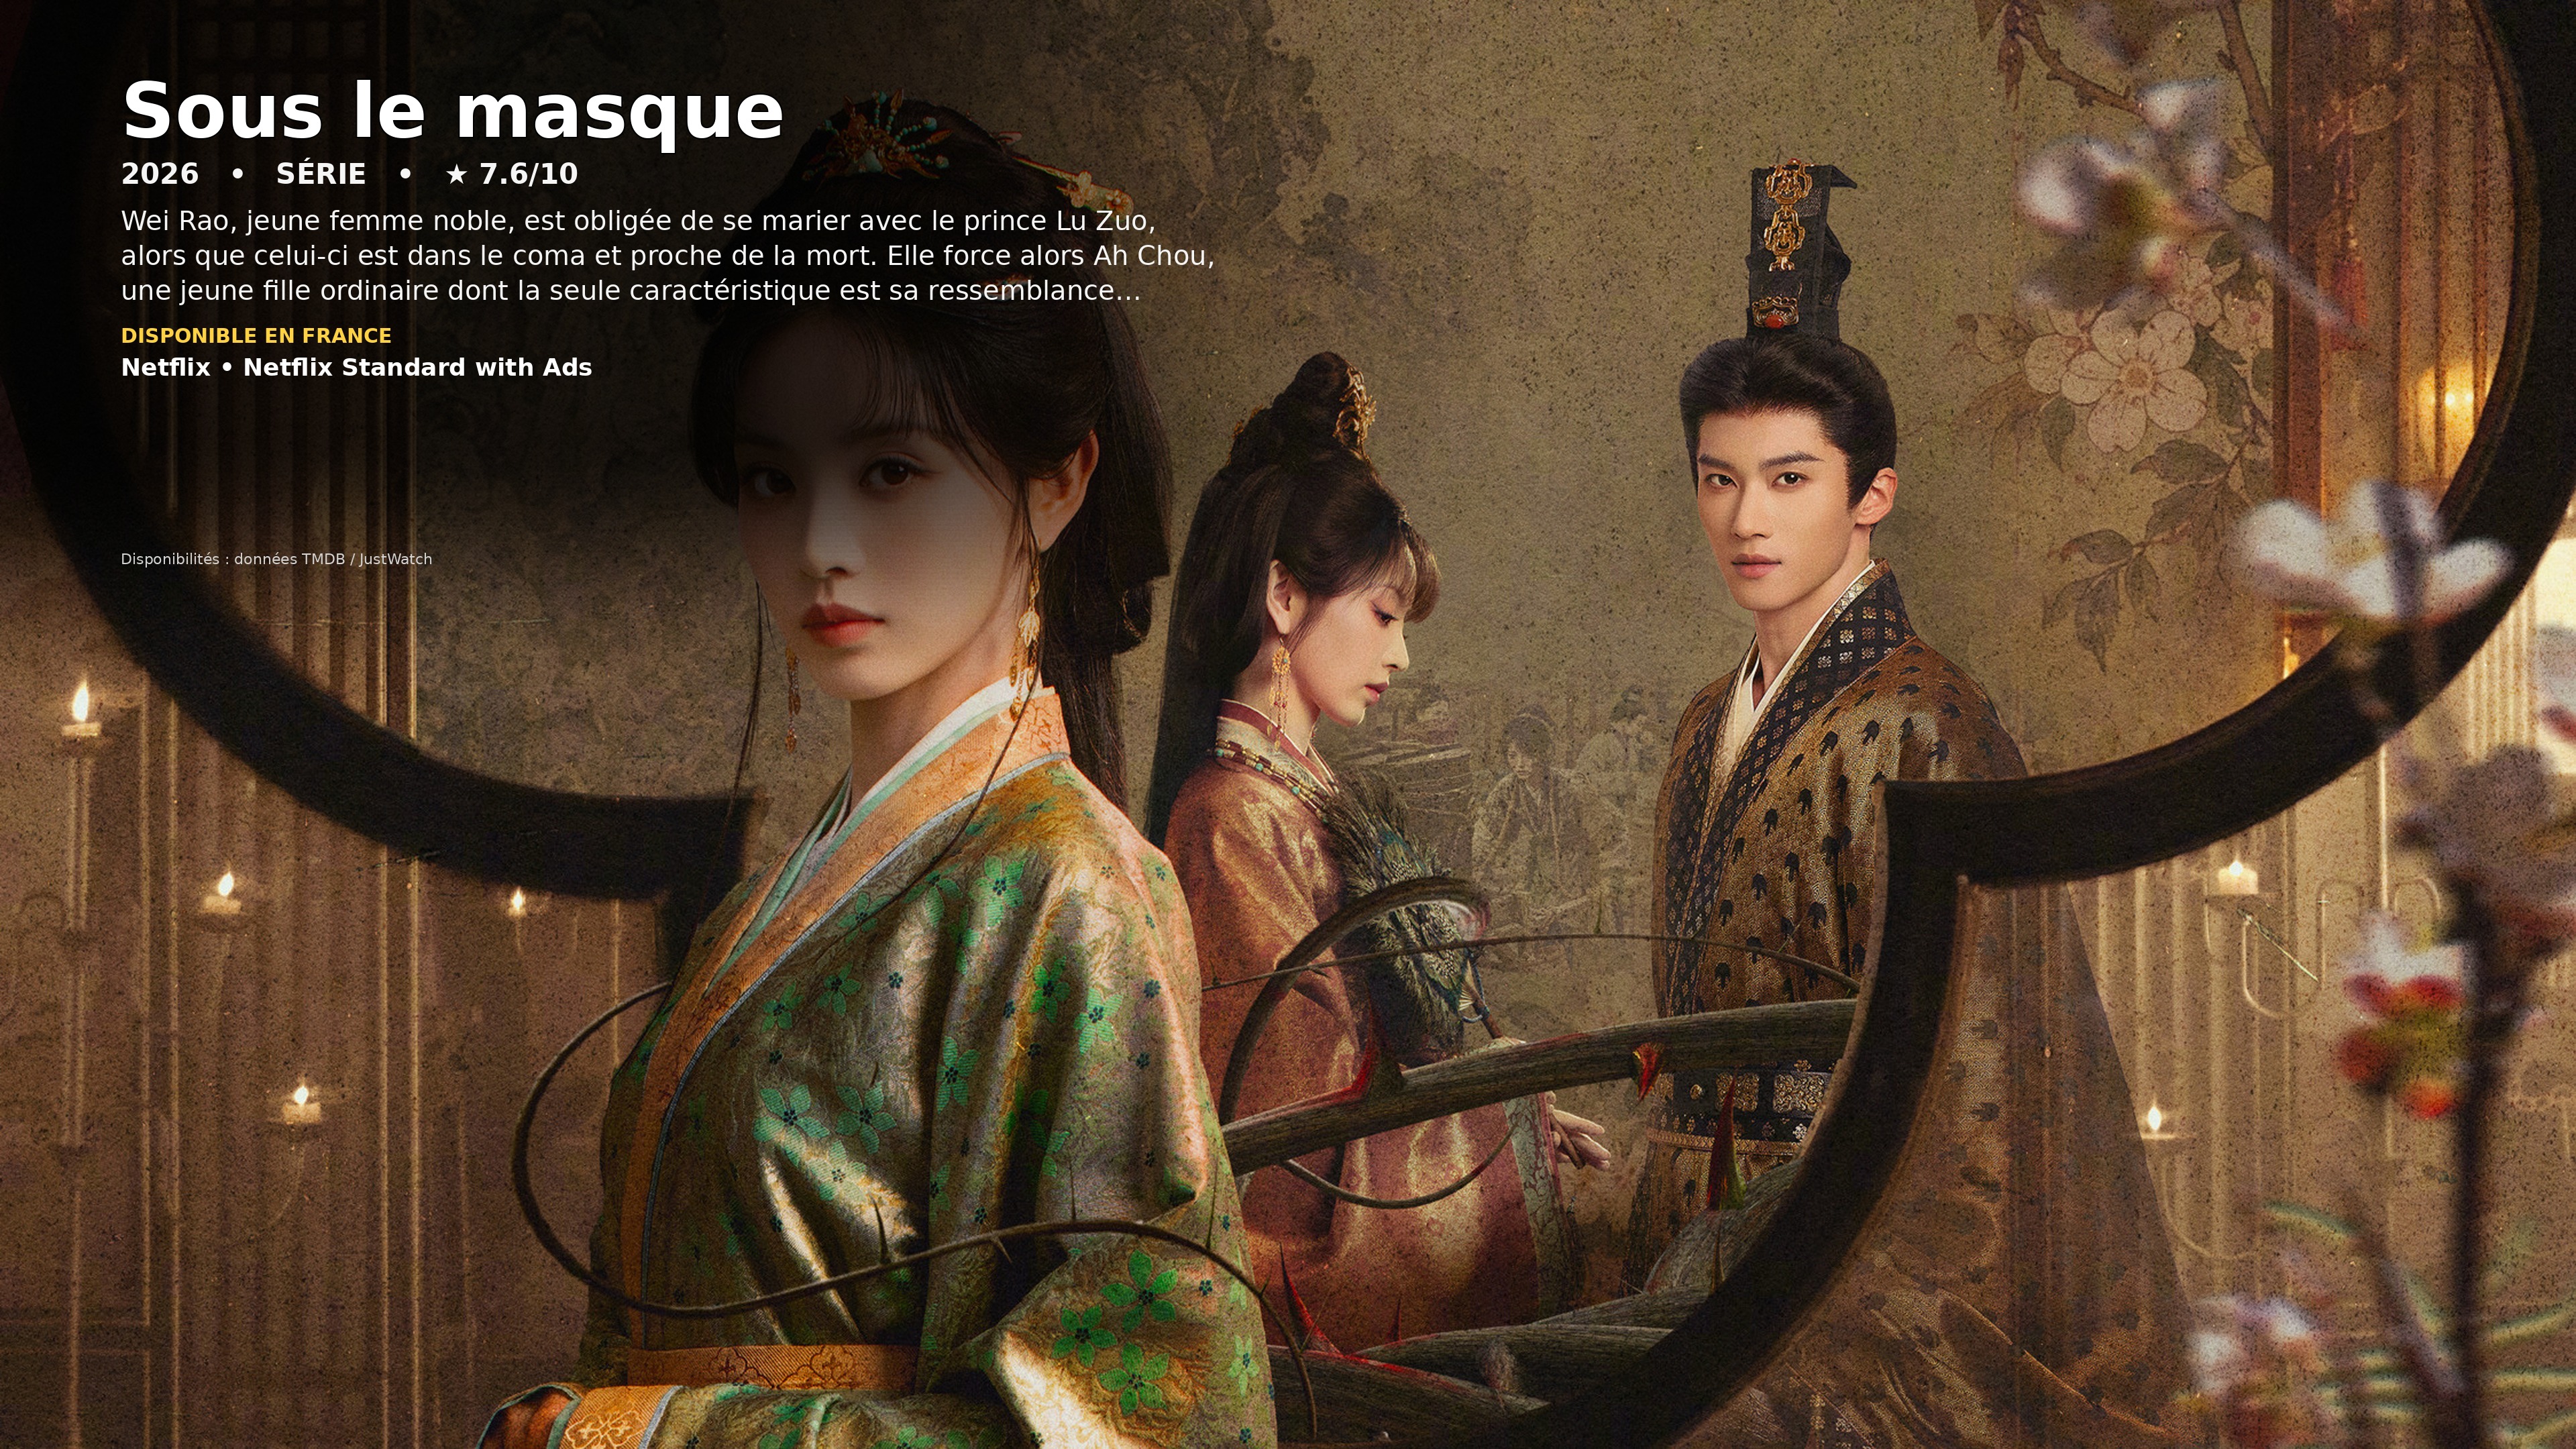 Sous le masque
2026 • SÉRIE • ★ 7.6/10
Wei Rao, jeune femme noble, est obligée de se marier avec le prince Lu Zuo,
alors que celui-ci est dans le coma et proche de la mort. Elle force alors Ah Chou,
une jeune fille ordinaire dont la seule caractéristique est sa ressemblance…
DISPONIBLE EN FRANCE
Netflix • Netflix Standard with Ads
Disponibilités : données TMDB / JustWatch